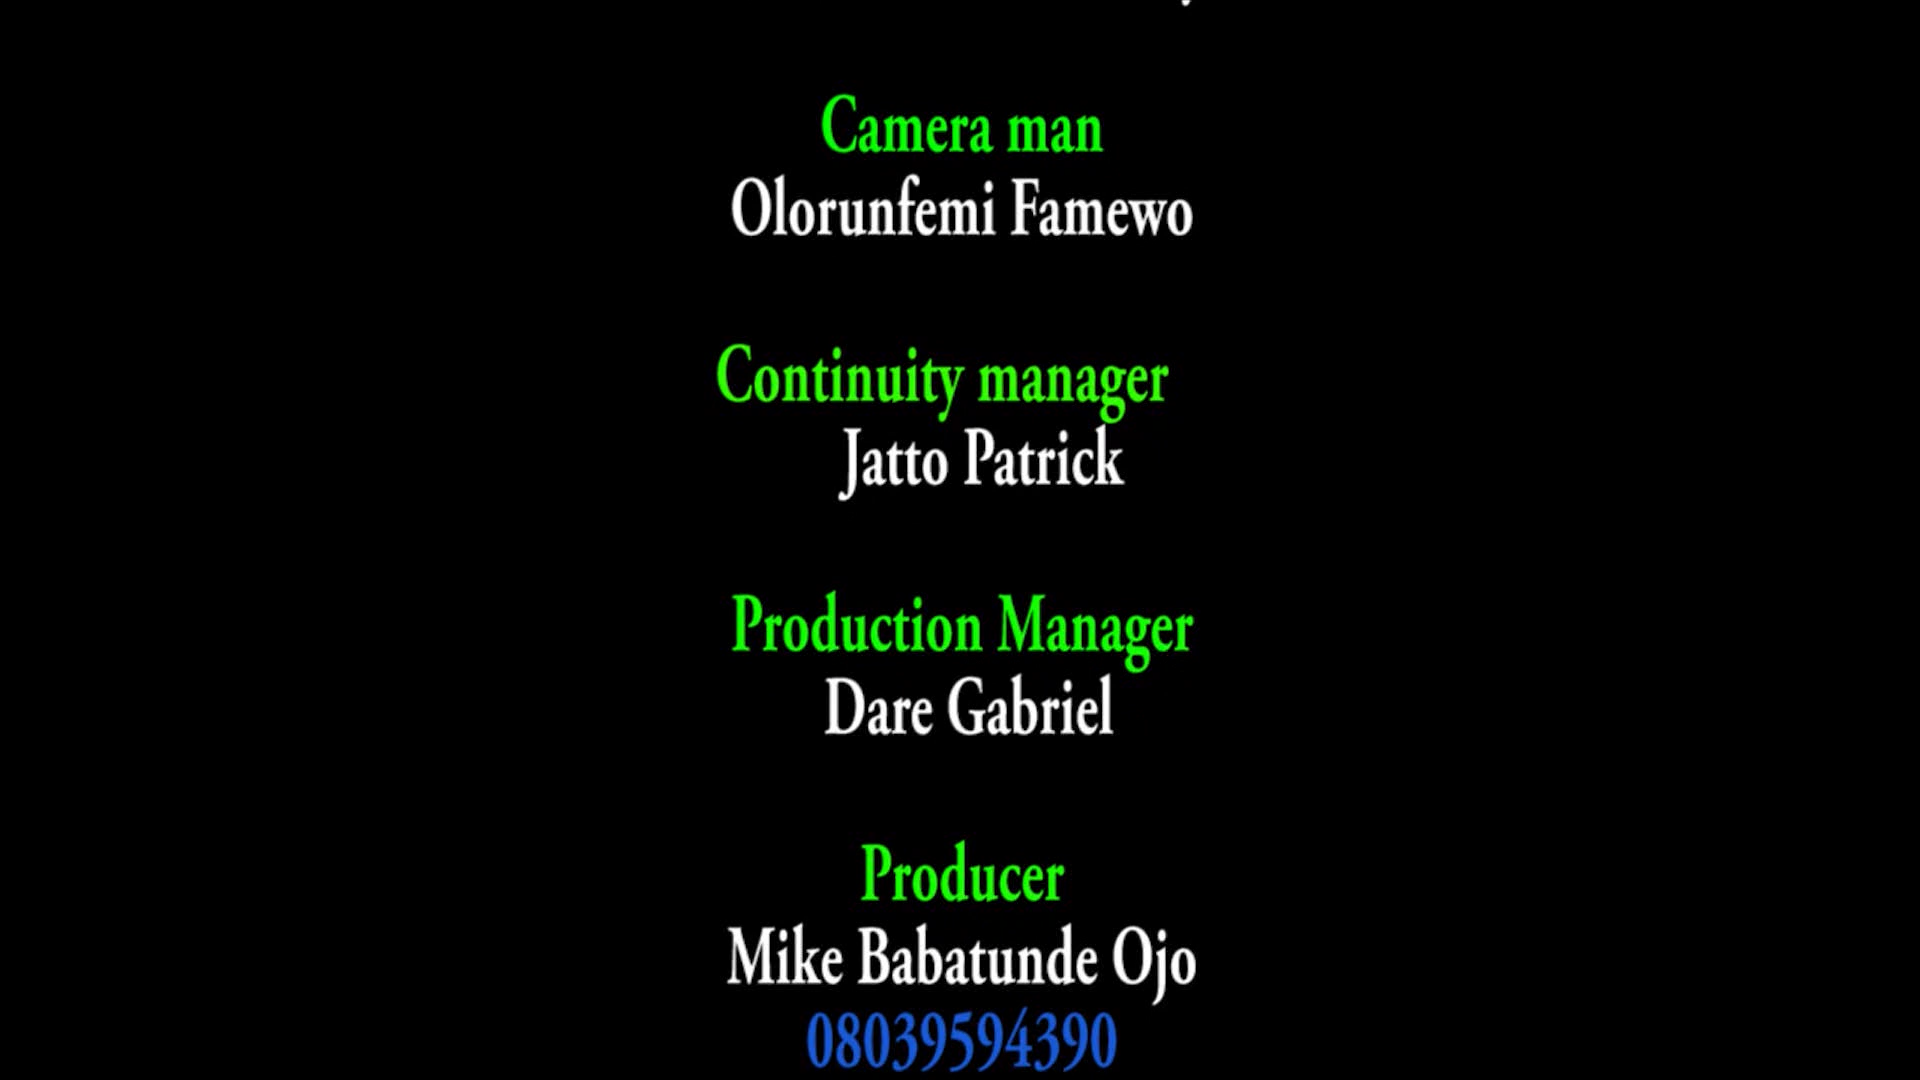 Camera man
Olorunfemi Famewo
Continuity manager
Jatto Patrick
Production Manager
Dare Gabriel
Producer
Mike Babatunde Ojo
08039594390